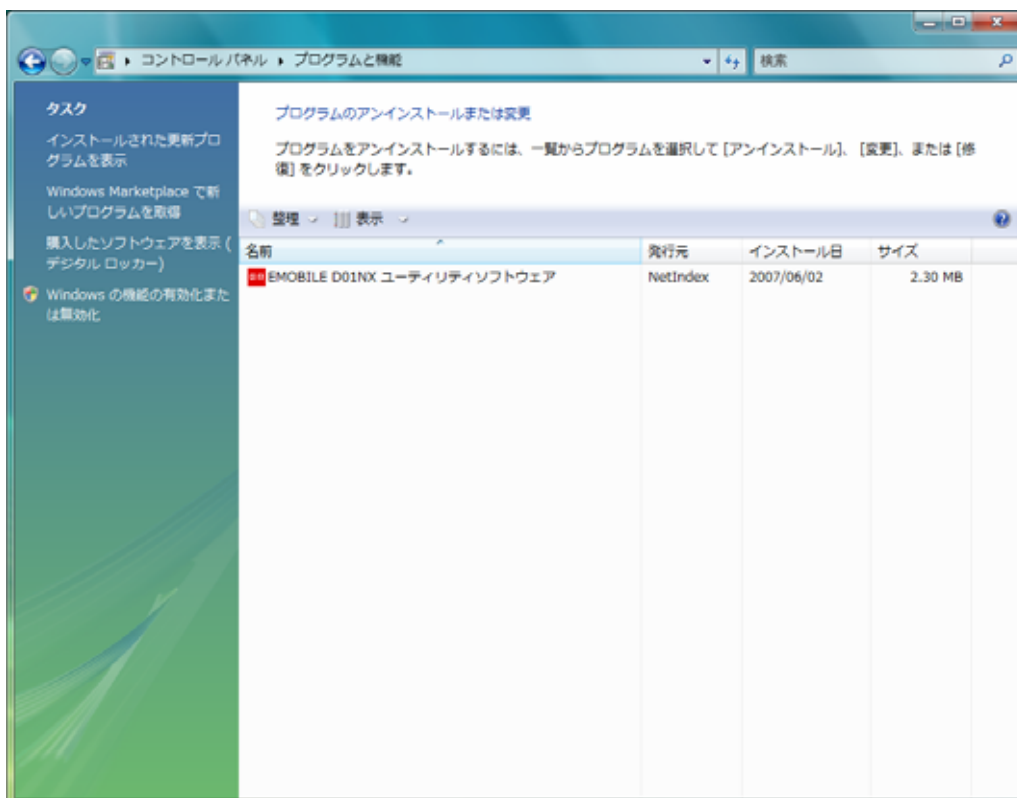 コントロール パネル ▸ プログラムと機能
検索
タスク
インストールされた更新プロ
グラムを表示
Windows Marketplace で新
しいプログラムを取得
購入したソフトウェアを表示 (
デジタル ロッカー)
Windows の機能の有効化また
は無効化
プログラムのアンインストールまたは変更
プログラムをアンインストールするには、一覧からプログラムを選択して [アンインストール]、[変更]、または [修
復] をクリックします。
整理 表示
名前 発行元 インストール日 サイズ
EMOBILE D01NX ユーティリティソフトウェア NetIndex 2007/06/02 2.30 MB